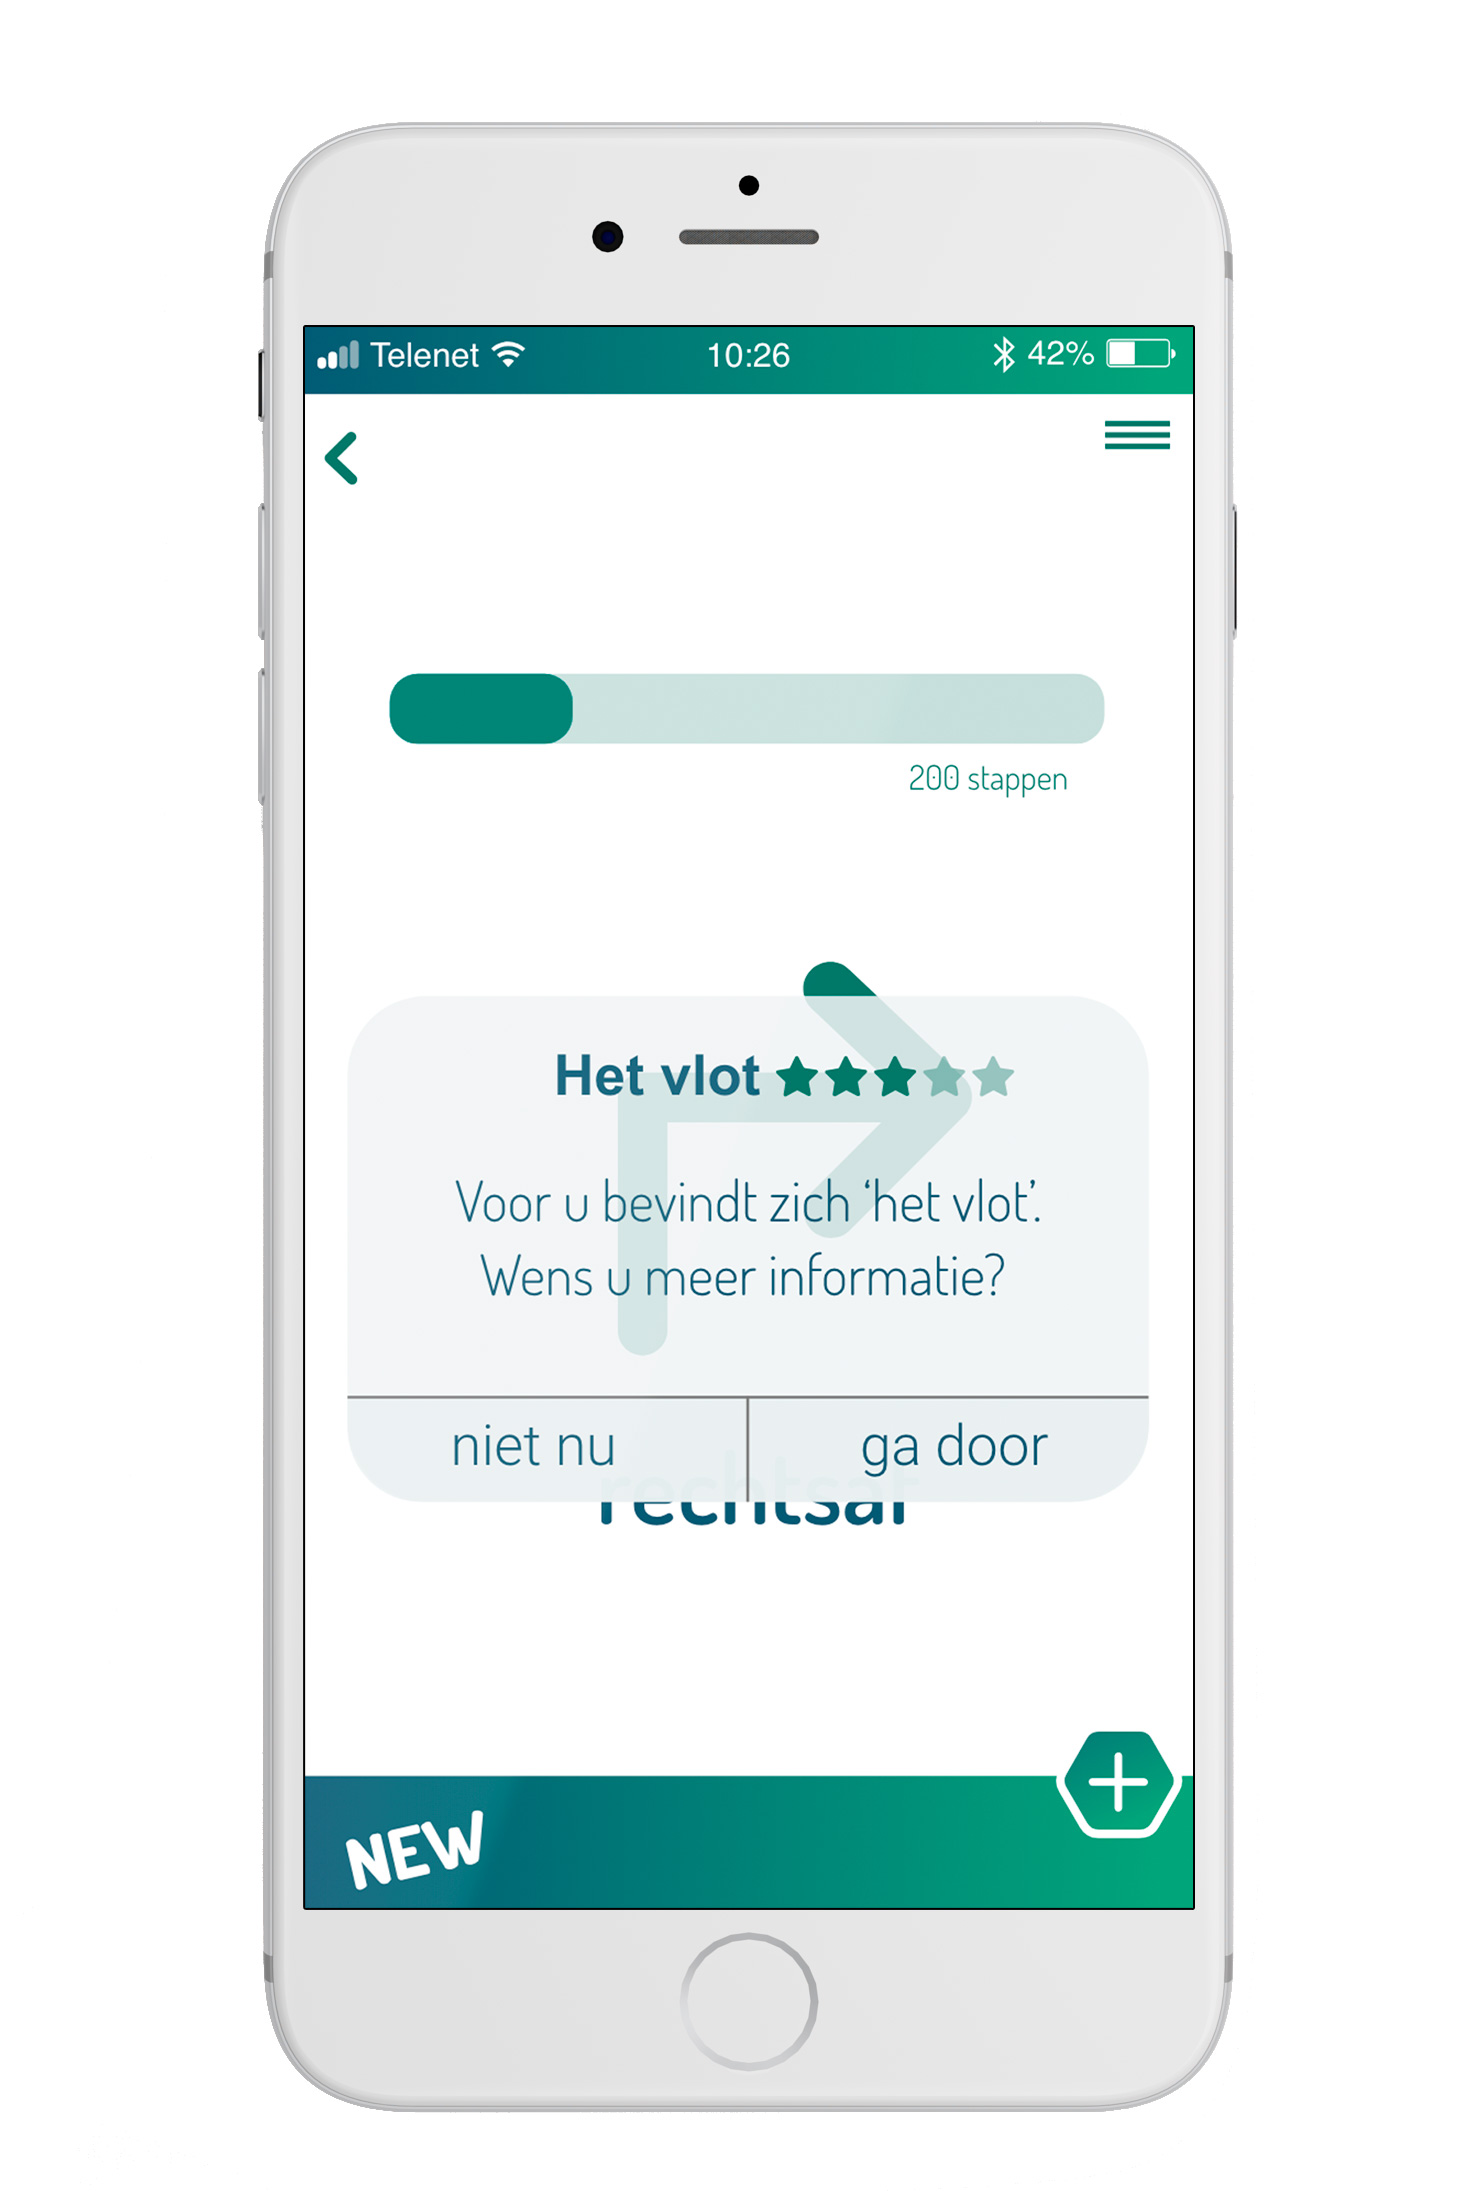 Telenet 10:26 42%
200 stappen
Het vlot
Voor u bevindt zich ‘het vlot’.
Wens u meer informatie?
niet nu ga door
rechtsaf
NEW